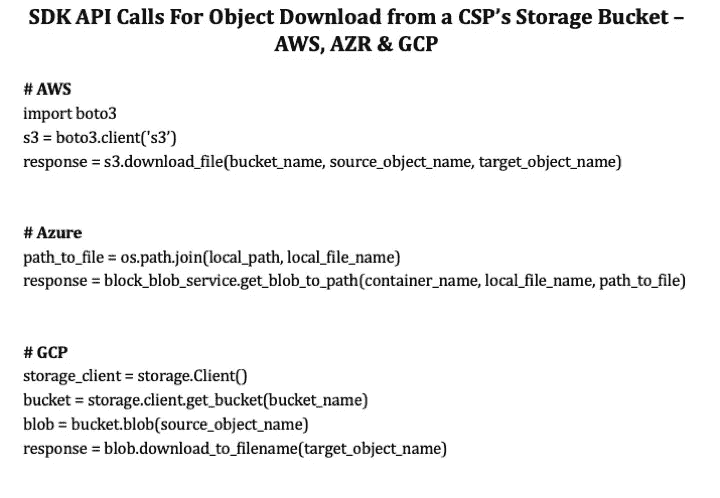 SDK API Calls For Object Download from a CSP’s Storage Bucket –
AWS, AZR & GCP
# AWS
import boto3
s3 = boto3.client('s3’)
response = s3.download_file(bucket_name, source_object_name, target_object_name)
# Azure
path_to_file = os.path.join(local_path, local_file_name)
response = block_blob_service.get_blob_to_path(container_name, local_file_name, path_to_file)
# GCP
storage_client = storage.Client()
bucket = storage.client.get_bucket(bucket_name)
blob = bucket.blob(source_object_name)
response = blob.download_to_filename(target_object_name)